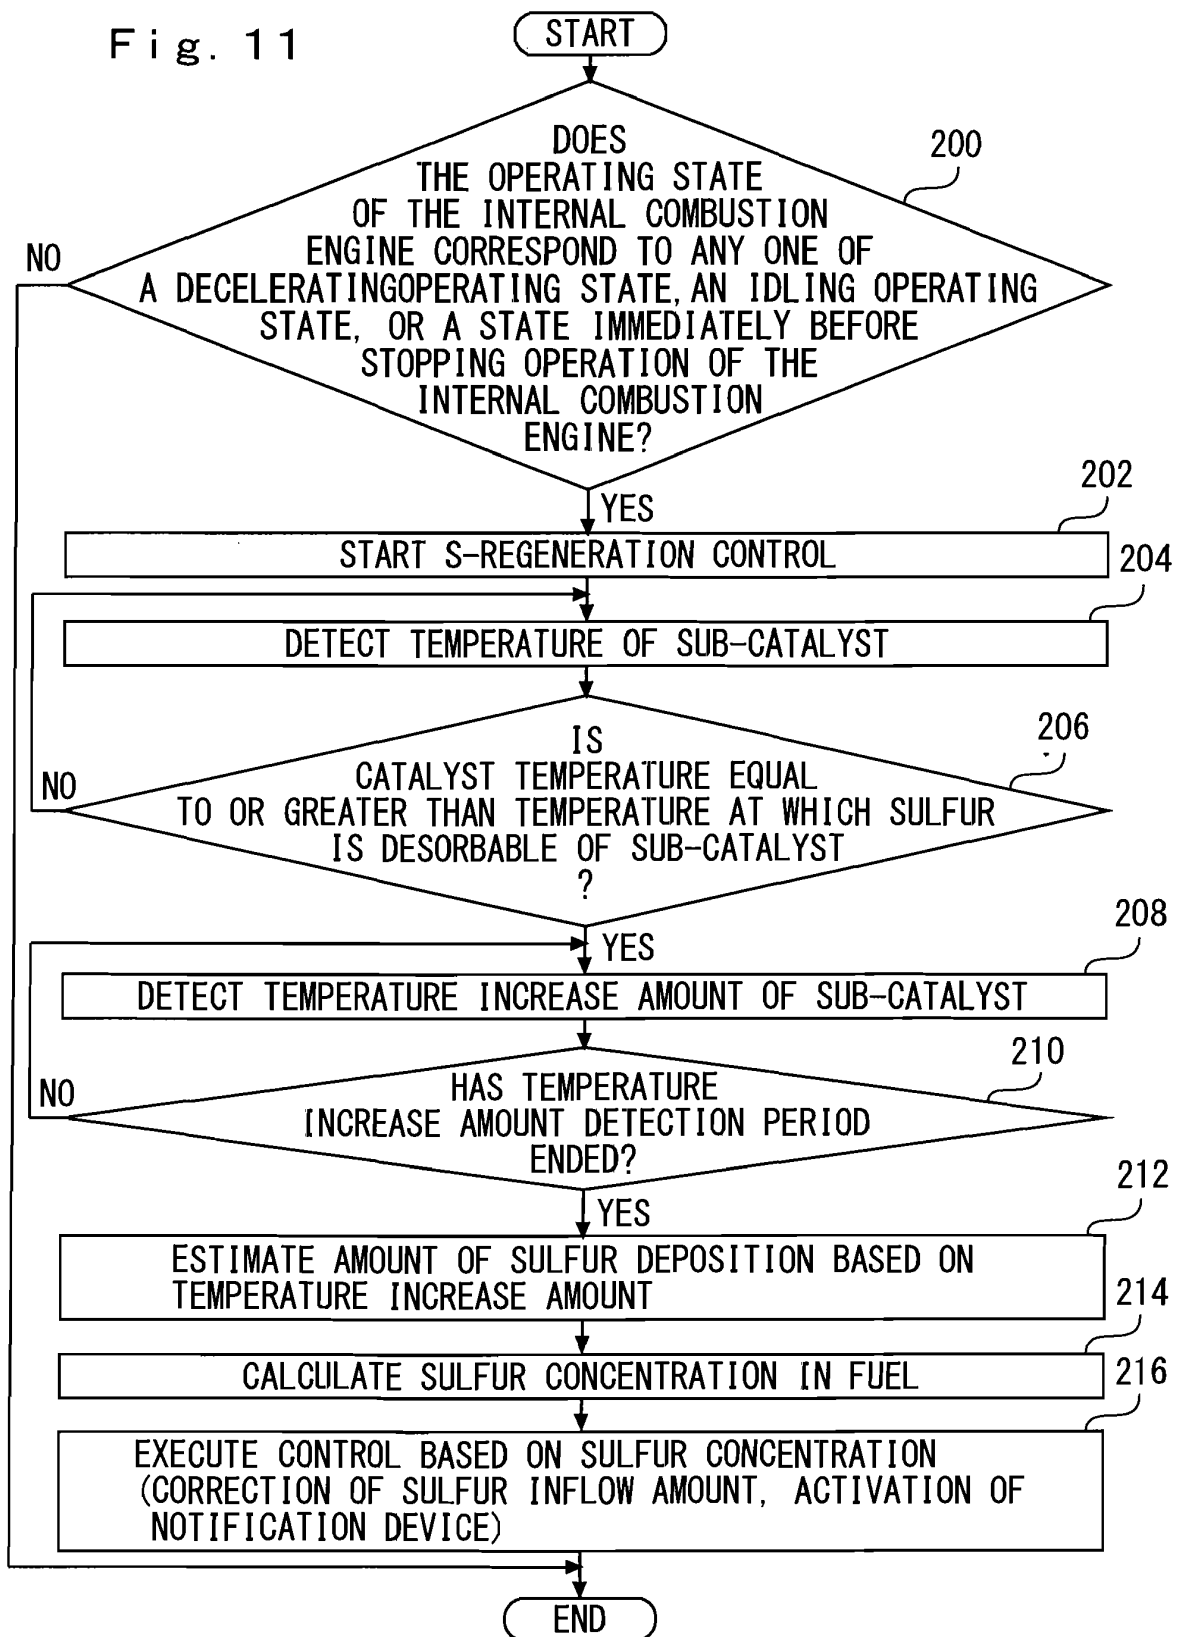 Fig. 11
START
DOES
THE OPERATING STATE
OF THE INTERNAL COMBUSTION
ENGINE CORRESPOND TO ANY ONE OF
A DECELERATINGOPERATING STATE, AN IDLING OPERATING
STATE, OR A STATE IMMEDIATELY BEFORE
STOPPING OPERATION OF THE
INTERNAL COMBUSTION
ENGINE?
200
NO
YES
202
START S-REGENERATION CONTROL
204
DETECT TEMPERATURE OF SUB-CATALYST
206
IS
CATALYST TEMPERATURE EQUAL
TO OR GREATER THAN TEMPERATURE AT WHICH SULFUR
IS DESORBABLE OF SUB-CATALYST
?
NO
YES
208
DETECT TEMPERATURE INCREASE AMOUNT OF SUB-CATALYST
210
HAS TEMPERATURE
INCREASE AMOUNT DETECTION PERIOD
ENDED?
NO
YES
212
ESTIMATE AMOUNT OF SULFUR DEPOSITION BASED ON
TEMPERATURE INCREASE AMOUNT
214
CALCULATE SULFUR CONCENTRATION IN FUEL
216
EXECUTE CONTROL BASED ON SULFUR CONCENTRATION
(CORRECTION OF SULFUR INFLOW AMOUNT, ACTIVATION OF
NOTIFICATION DEVICE)
END